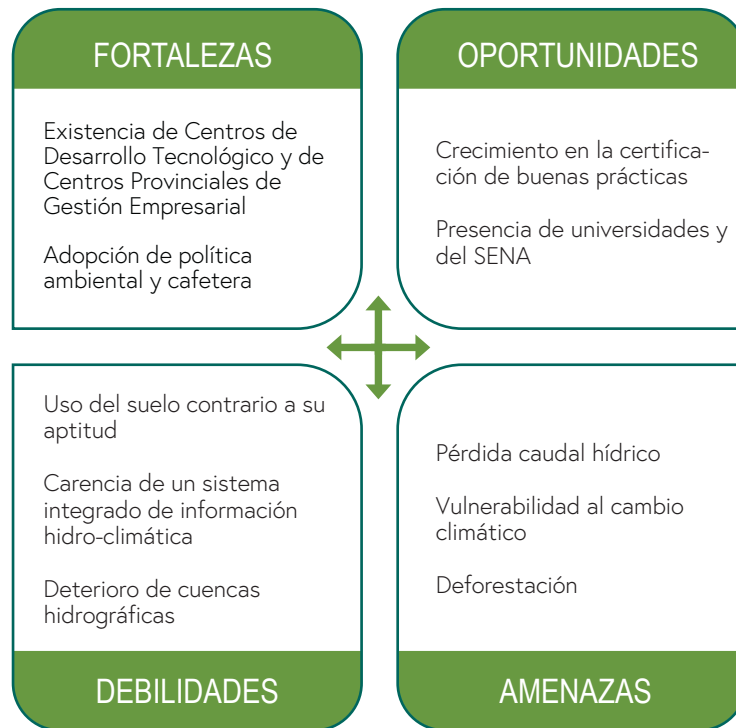 FORTALEZAS
Existencia de Centros de
Desarrollo Tecnológico y de
Centros Provinciales de
Gestión Empresarial
Adopción de política
ambiental y cafetera
OPORTUNIDADES
Crecimiento en la certifica-
ción de buenas prácticas
Presencia de universidades y
del SENA
Uso del suelo contrario a su
aptitud
Carencia de un sistema
integrado de información
hidro-climática
Deterioro de cuencas
hidrográficas
DEBILIDADES
Pérdida caudal hídrico
Vulnerabilidad al cambio
climático
Deforestación
AMENAZAS